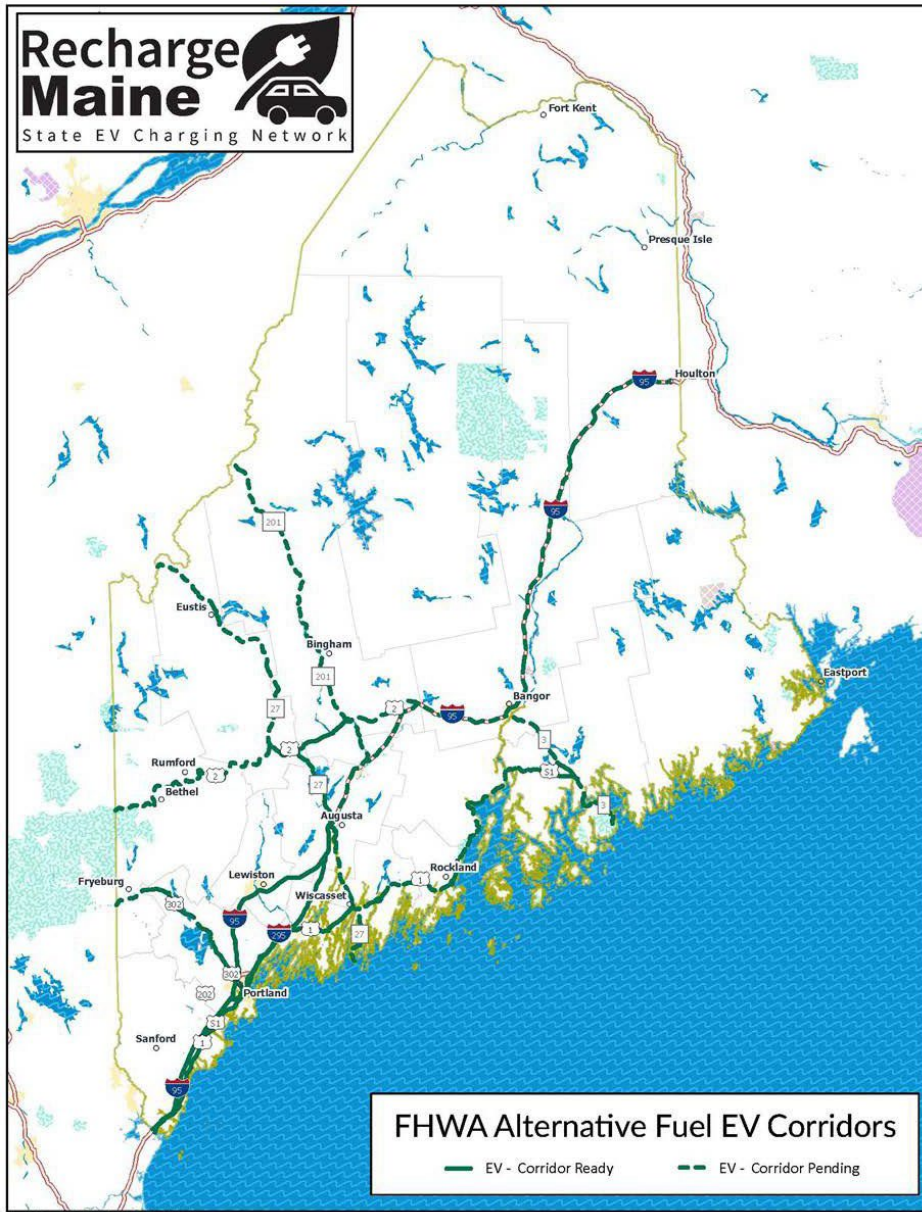 Recharge
Maine
State EV Charging Network
Fort Kent
Presque Isle
Houlton
95
95
201
Eustis
Bingham
201
Eastport
27
Bangor
2
95
3
2
S1
Rumford
2
Bethel
27
3
Augusta
Fryeburg
Lewiston
Rockland
1
302
Wiscasset
95
295
1
27
302
Portland
202
S1
Sanford
1
95
FHWA Alternative Fuel EV Corridors
EV - Corridor Ready
EV - Corridor Pending